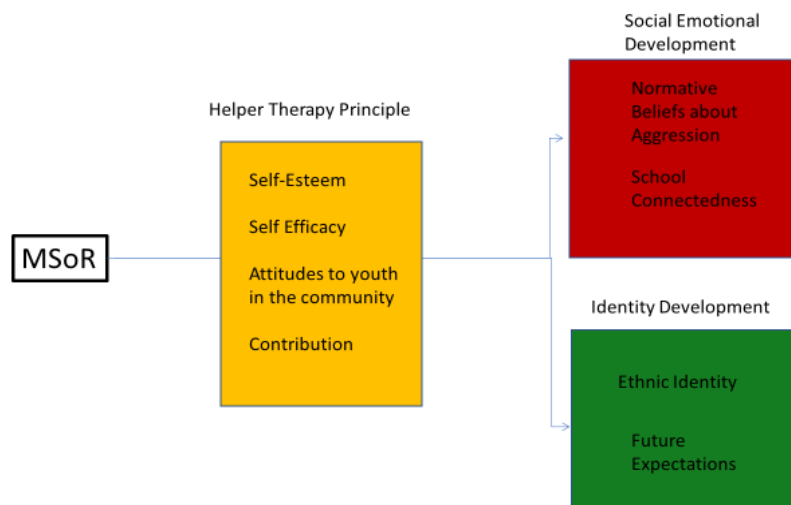 Social Emotional
Development
Normative
Beliefs about
Aggression
School
Connectedness
Helper Therapy Principle
Self-Esteem
Self Efficacy
Attitudes to youth
in the community
Contribution
MSoR
Identity Development
Ethnic Identity
Future
Expectations